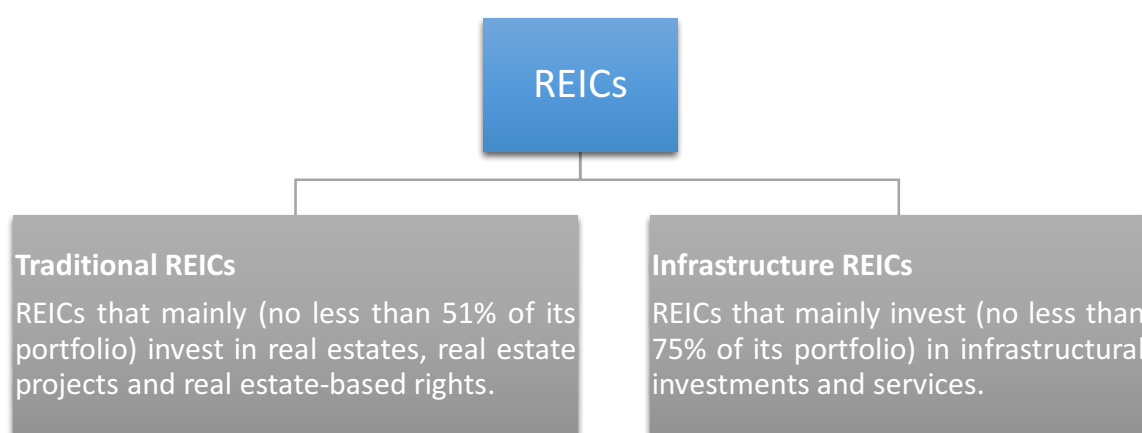 REICs
Traditional REICs
REICs that mainly (no less than 51% of its
portfolio) invest in real estates, real estate
projects and real estate-based rights.
Infrastructure REICs
REICs that mainly invest (no less than
75% of its portfolio) in infrastructural
investments and services.